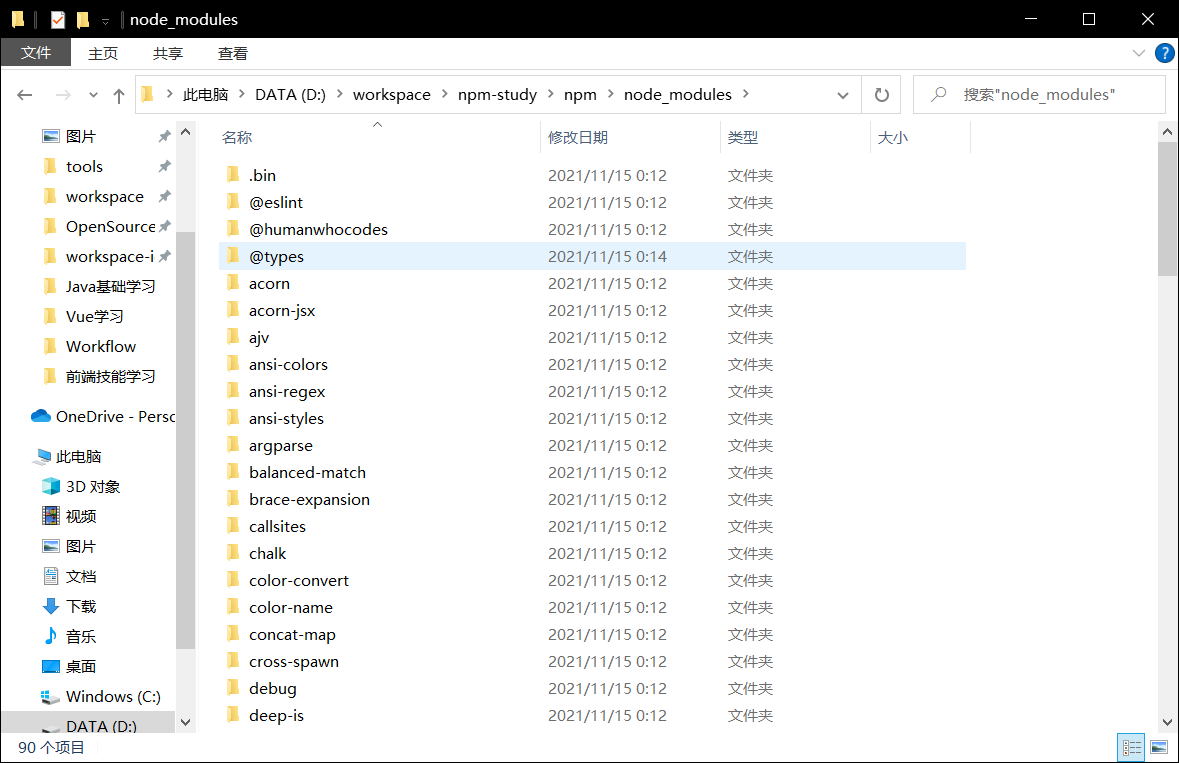 node_modules
文件 主页 共享 查看
此电脑 DATA (D:) workspace npm-study npm node_modules 搜索"node_modules"
图片
tools
workspace
OpenSource
workspace-i
Java基础学习
Vue学习
Workflow
前端技能学习
OneDrive - Persc
此电脑
3D 对象
视频
图片
文档
下载
音乐
桌面
Windows (C:)
DATA (D:)
名称 修改日期 类型 大小
.bin 2021/11/15 0:12 文件夹
@eslint 2021/11/15 0:12 文件夹
@humanwhocodes 2021/11/15 0:12 文件夹
@types 2021/11/15 0:14 文件夹
acorn 2021/11/15 0:12 文件夹
acorn-jsx 2021/11/15 0:12 文件夹
ajv 2021/11/15 0:12 文件夹
ansi-colors 2021/11/15 0:12 文件夹
ansi-regex 2021/11/15 0:12 文件夹
ansi-styles 2021/11/15 0:12 文件夹
argparse 2021/11/15 0:12 文件夹
balanced-match 2021/11/15 0:12 文件夹
brace-expansion 2021/11/15 0:12 文件夹
callsites 2021/11/15 0:12 文件夹
chalk 2021/11/15 0:12 文件夹
color-convert 2021/11/15 0:12 文件夹
color-name 2021/11/15 0:12 文件夹
concat-map 2021/11/15 0:12 文件夹
cross-spawn 2021/11/15 0:12 文件夹
debug 2021/11/15 0:12 文件夹
deep-is 2021/11/15 0:12 文件夹
90 个项目